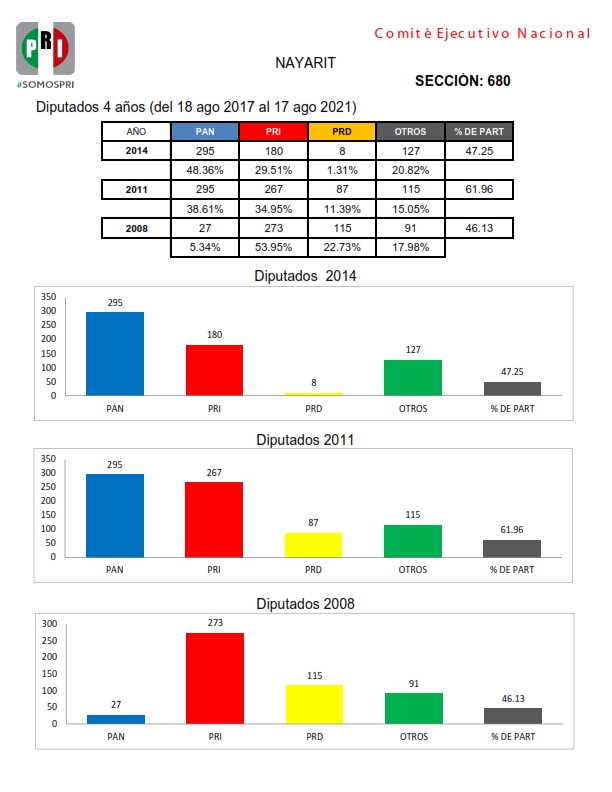 Comité Ejecutivo Nacional
PRI
#SOMOSPRI
NAYARIT
SECCIÓN: 680
Diputados 4 años (del 18 ago 2017 al 17 ago 2021)
AÑO PAN PRI PRD OTROS % DE PART
2014 295 180 8 127 47.25
48.36% 29.51% 1.31% 20.82%
2011 295 267 87 115 61.96
38.61% 34.95% 11.39% 15.05%
2008 27 273 115 91 46.13
5.34% 53.95% 22.73% 17.98%
Diputados 2014
350
300
250
200
150
100
50
0
295 180 8 127 47.25
PAN PRI PRD OTROS % DE PART
Diputados 2011
350
300
250
200
150
100
50
0
295 267 87 115 61.96
PAN PRI PRD OTROS % DE PART
Diputados 2008
300
250
200
150
100
50
0
27 273 115 91 46.13
PAN PRI PRD OTROS % DE PART